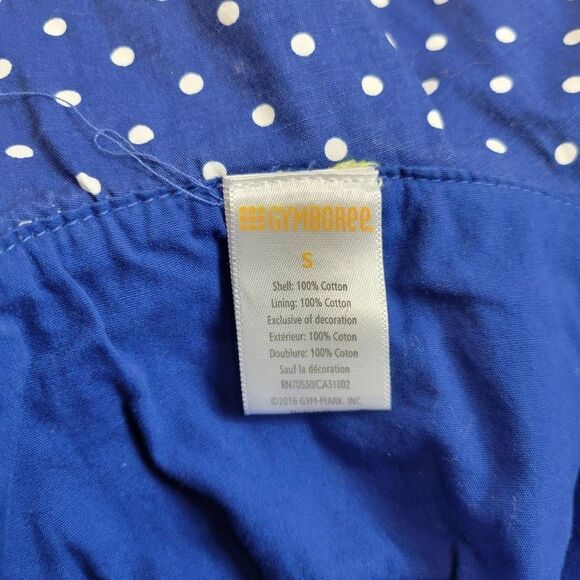 GYMBOREE
S
Shell: 100% Cotton
Lining: 100% Cotton
Exclusive of decoration
Extérieur: 100% Coton
Doublure: 100% Coton
Sauf la décoration
RN70530/CA31802
©2016 GYM-MARK, INC.